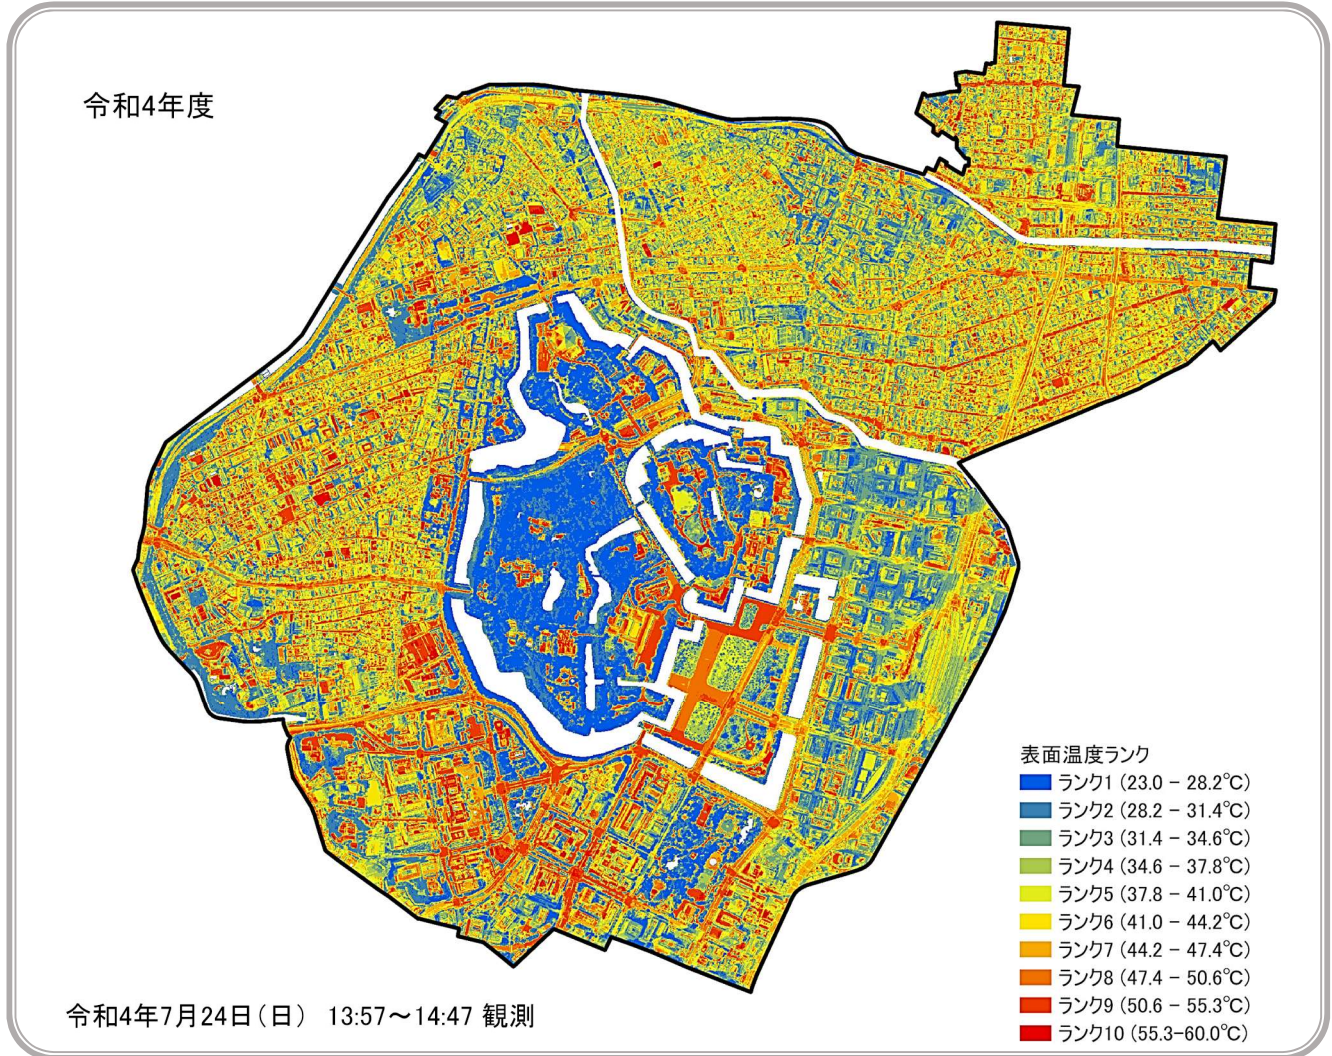 令和4年度
表面温度ランク
ランク1 (23.0 - 28.2℃)
ランク2 (28.2 - 31.4℃)
ランク3 (31.4 - 34.6℃)
ランク4 (34.6 - 37.8℃)
ランク5 (37.8 - 41.0℃)
ランク6 (41.0 - 44.2℃)
ランク7 (44.2 - 47.4℃)
ランク8 (47.4 - 50.6℃)
ランク9 (50.6 - 55.3℃)
ランク10 (55.3-60.0℃)
令和4年7月24日(日) 13:57～14:47 観測